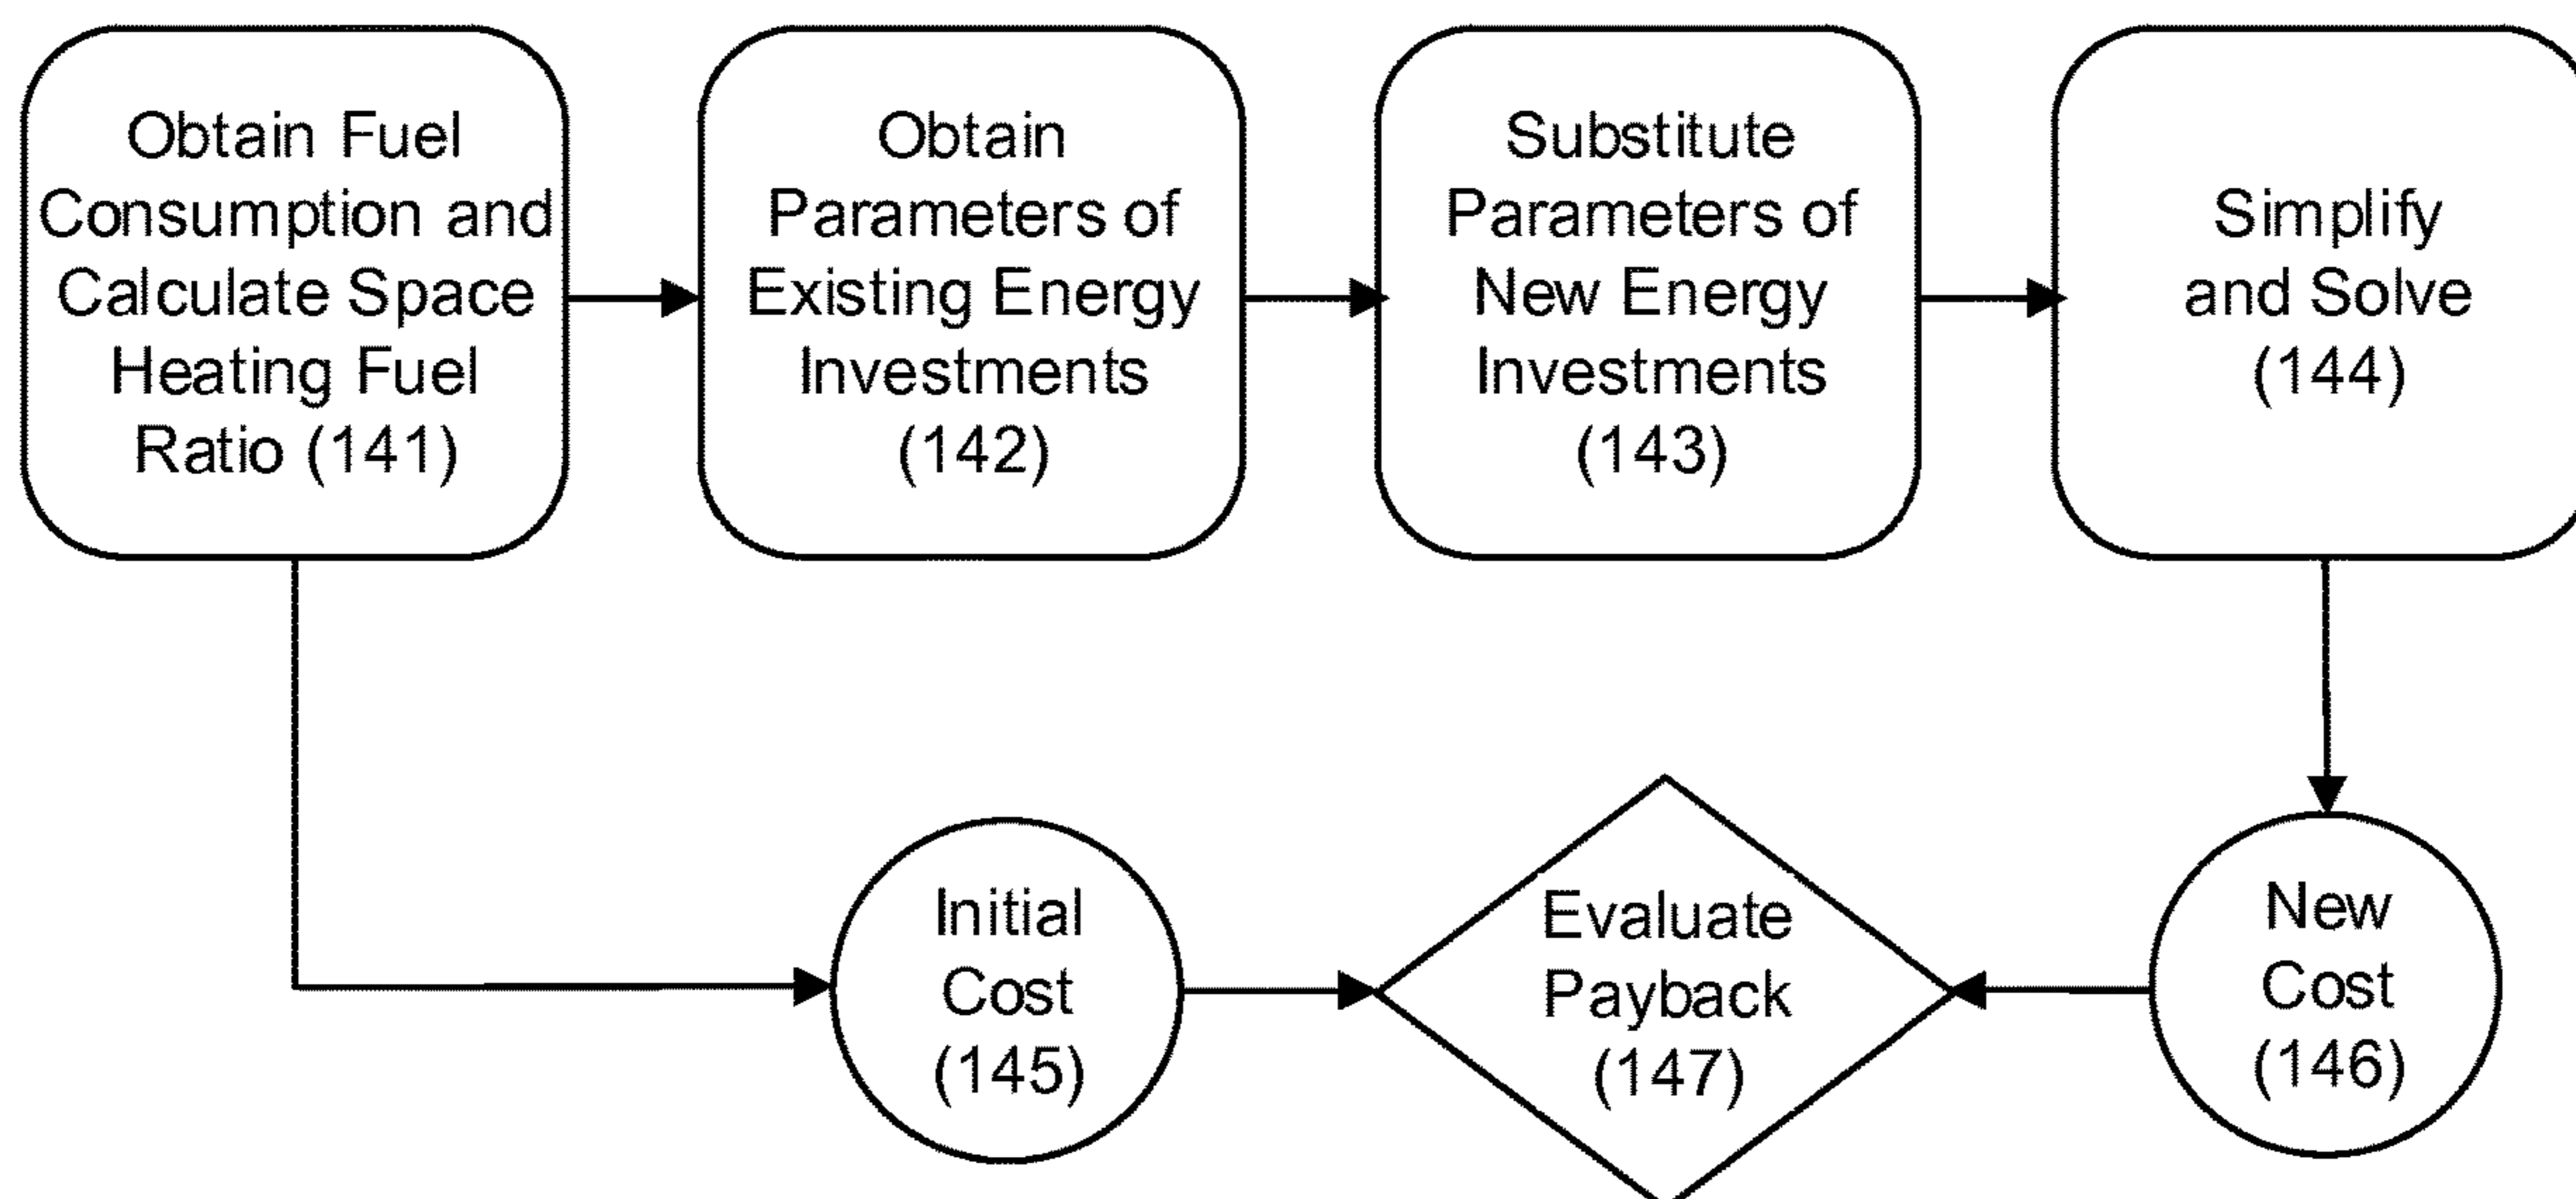 Obtain Fuel
Consumption and
Calculate Space
Heating Fuel
Ratio (141)
Obtain
Parameters of
Existing Energy
Investments
(142)
Substitute
Parameters of
New Energy
Investments
(143)
Simplify
and Solve
(144)
Initial
Cost
(145)
Evaluate
Payback
(147)
New
Cost
(146)